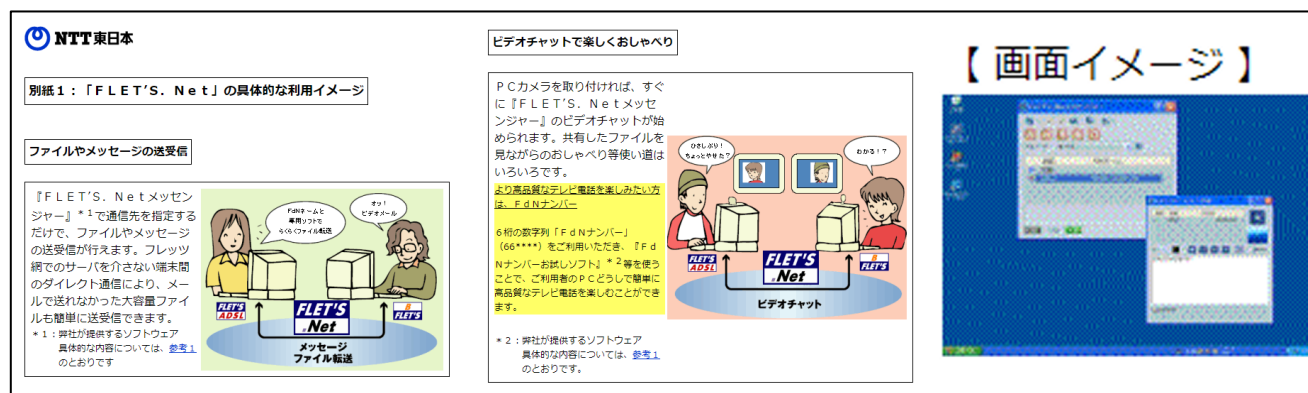 NTT東日本
別紙1:「FLET'S. Net」の具体的な利用イメージ
ファイルやメッセージの送受信
『FLET'S. Netメッセン
ジャー』*1で通信先を指定する
だけで、ファイルやメッセージ
の送受信が行えます。フレッツ
網でのサーバを介さない端末間
のダイレクト通信により、メー
ルで送れなかった大容量ファイ
ルも簡単に送受信できます。
*1:弊社が提供するソフトウェア
具体的な内容については、参考1
のとおりです
FdNネームと
専用ソフトで
らくらくファイル転送
オッ!
ビデオメール
FLET'S
ADSL
FLET'S
.Net
B
FLET'S
メッセージ
ファイル転送
ビデオチャットで楽しくおしゃべり
PCカメラを取り付ければ、すぐ
に『FLET'S. Netメッセ
ンジャー』のビデオチャットが始
められます。共有したファイルを
見ながらのおしゃべり等使い道は
いろいろです。
より高品質なテレビ電話を楽しみたい方
は、FdNナンバー
6桁の数字列「FdNナンバー」
(66****)をご利用いただき、『Fd
Nナンバーお試しソフト』*2等を使う
ことで、ご利用者のPCどうしで簡単に
高品質なテレビ電話を楽しむことができ
ます。
*2:弊社が提供するソフトウェア
具体的な内容については、参考1
のとおりです。
ひさしぶり!
ちょっとやせた?
わかる!?
FLET'S
ADSL
FLET'S
.Net
B
FLET'S
ビデオチャット
【画面イメージ】